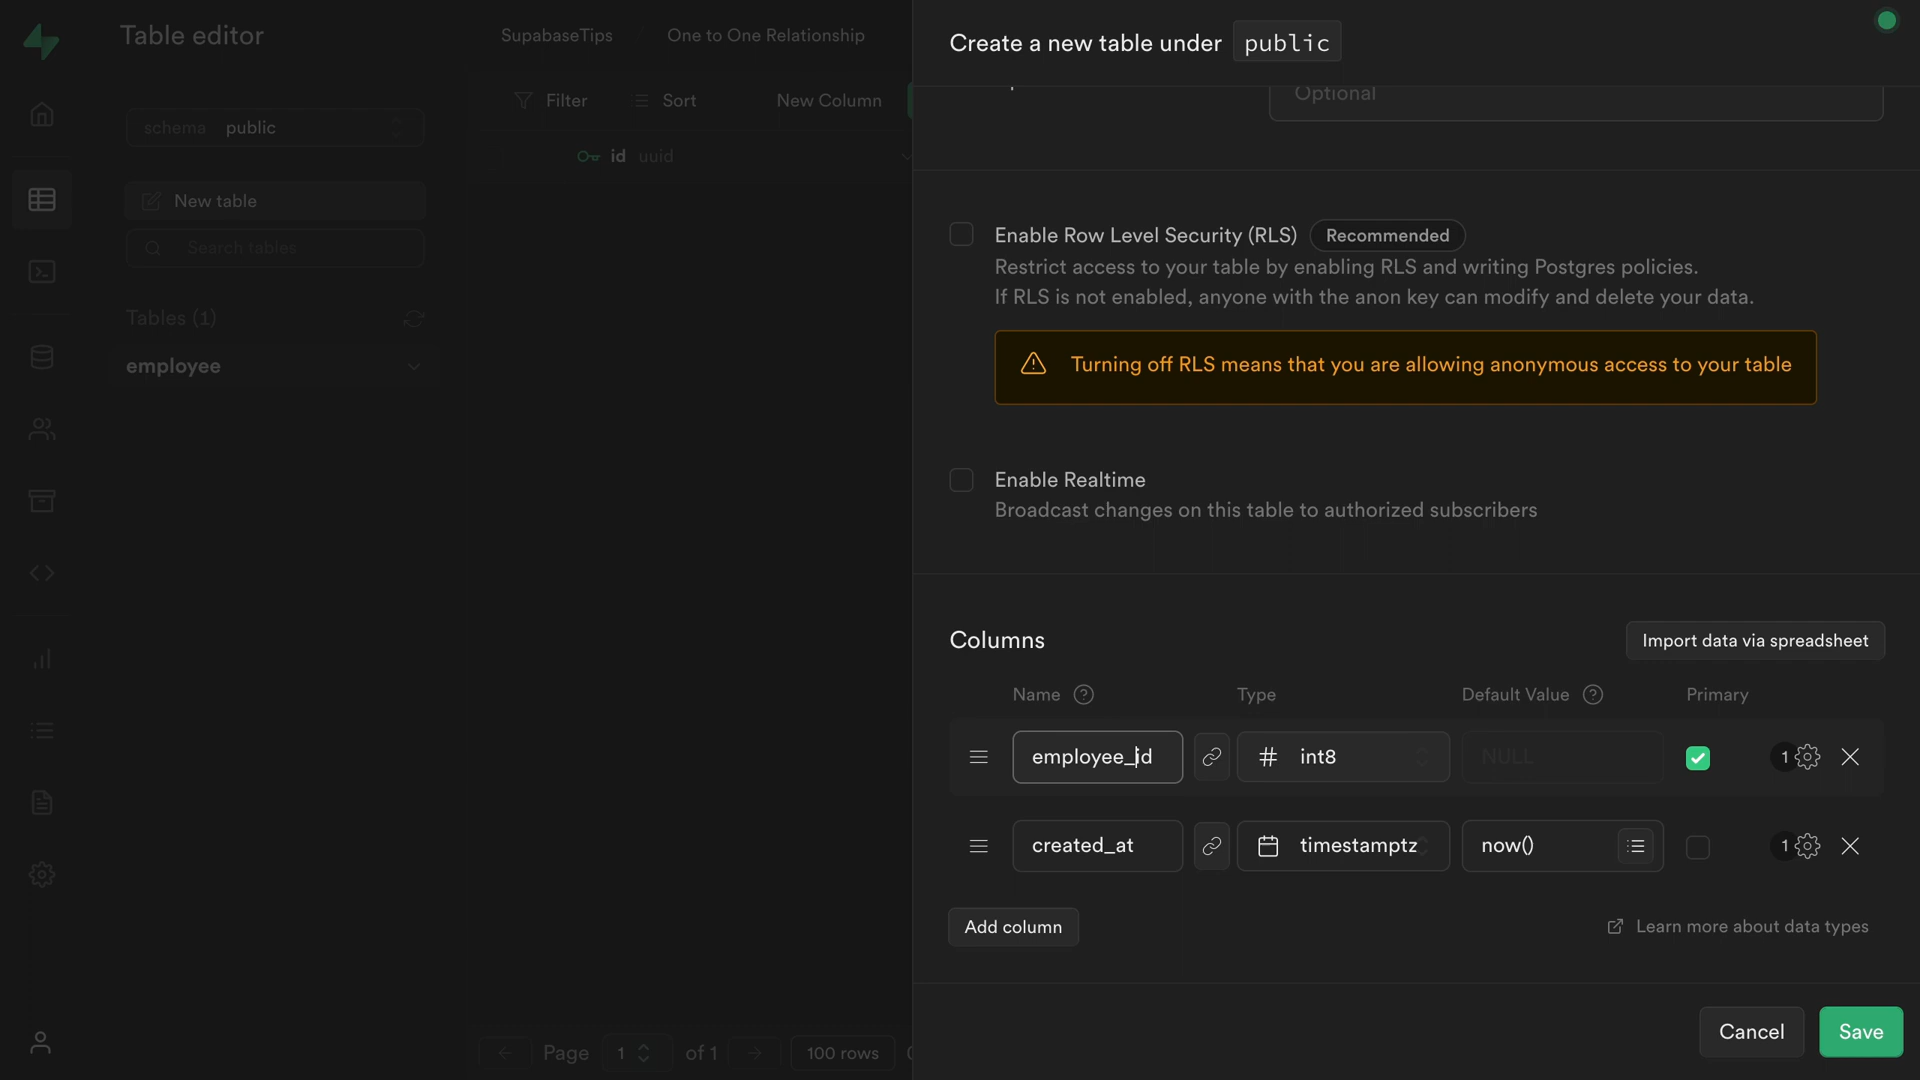 Table editor
SupabaseTips
One to One Relationship
schema public
Filter
Sort
New Column
id uuid
New table
Search tables
Tables (1)
employee
Page 1 of 1
100 rows
Create a new table under public
Optional
Enable Row Level Security (RLS) Recommended
Restrict access to your table by enabling RLS and writing Postgres policies.
If RLS is not enabled, anyone with the anon key can modify and delete your data.
Turning off RLS means that you are allowing anonymous access to your table
Enable Realtime
Broadcast changes on this table to authorized subscribers
Columns
Import data via spreadsheet
Name ? Type Default Value ? Primary
employee_id # int8 NULL 1
created_at timestamptz now() 1
Add column
Learn more about data types
Cancel
Save